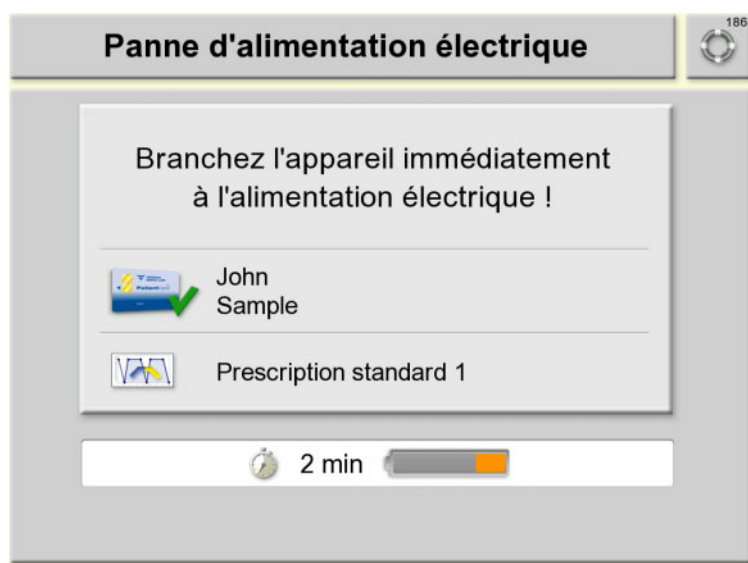 Panne d'alimentation électrique
186
Branchez l'appareil immédiatement
à l'alimentation électrique !
John
Sample
Prescription standard 1
2 min